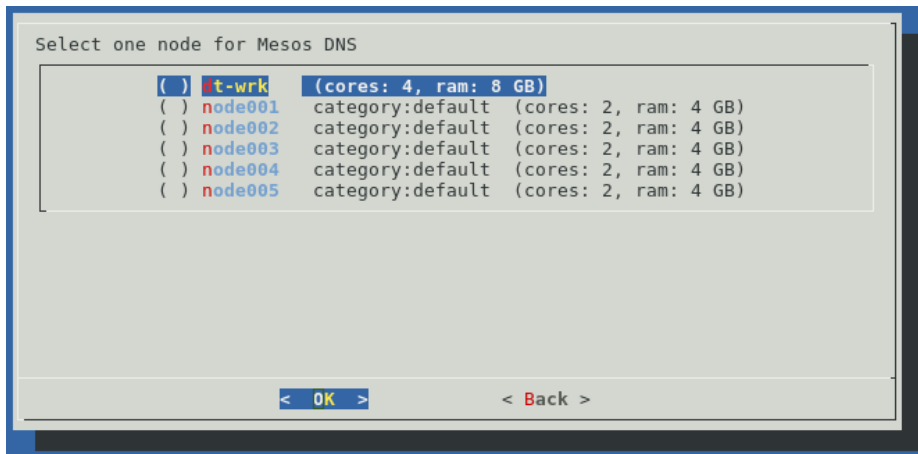 Select one node for Mesos DNS
( ) dt-wrk (cores: 4, ram: 8 GB)
( ) node001 category:default (cores: 2, ram: 4 GB)
( ) node002 category:default (cores: 2, ram: 4 GB)
( ) node003 category:default (cores: 2, ram: 4 GB)
( ) node004 category:default (cores: 2, ram: 4 GB)
( ) node005 category:default (cores: 2, ram: 4 GB)
< OK > < Back >